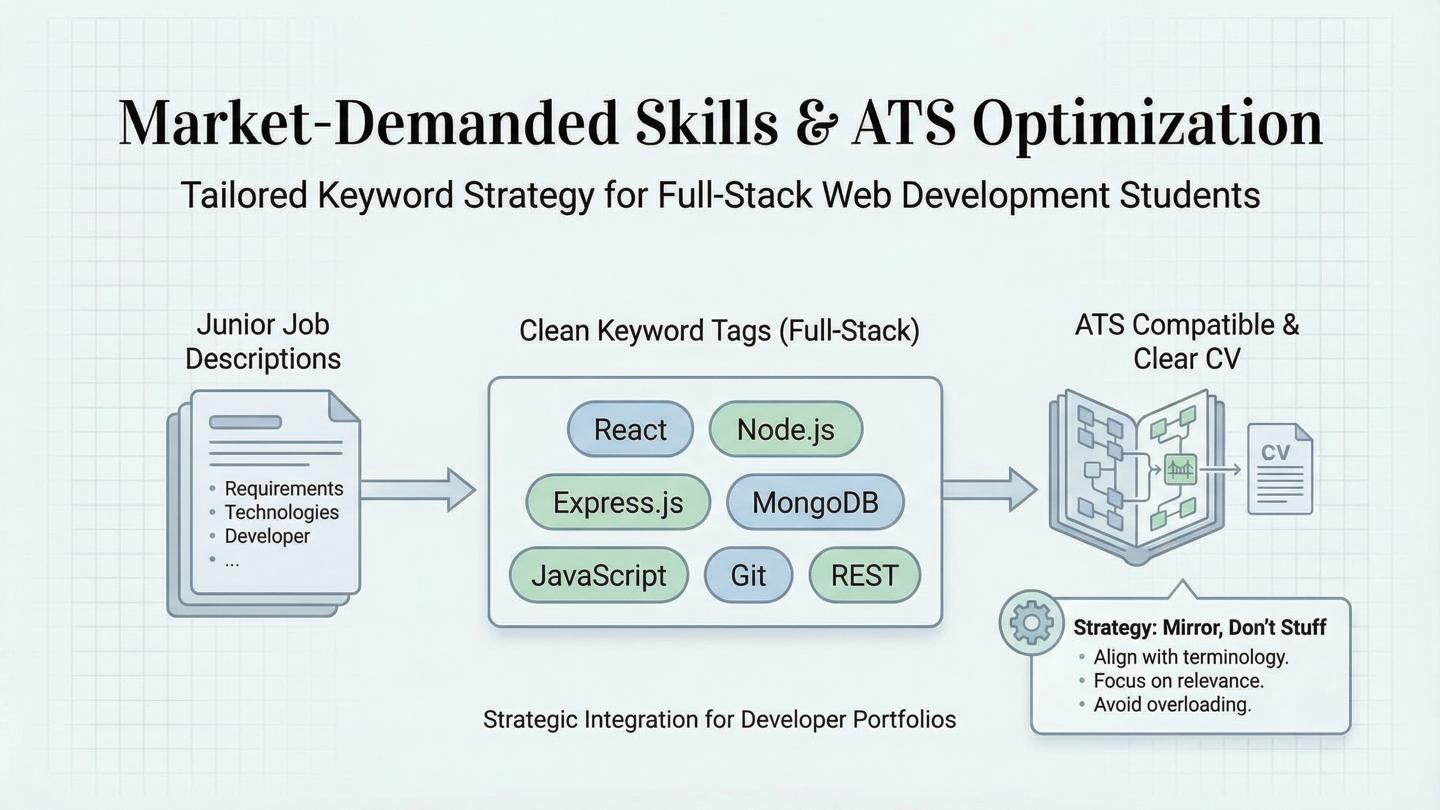 Market-Demanded Skills & ATS Optimization
Tailored Keyword Strategy for Full-Stack Web Development Students
Junior Job
Descriptions
• Requirements
• Technologies
• Developer
• ...
Clean Keyword Tags (Full-Stack)
React
Node.js
Express.js
MongoDB
JavaScript
Git
REST
ATS Compatible &
Clear CV
CV
Strategy: Mirror, Don’t Stuff
• Align with terminology.
• Focus on relevance.
• Avoid overloading.
Strategic Integration for Developer Portfolios